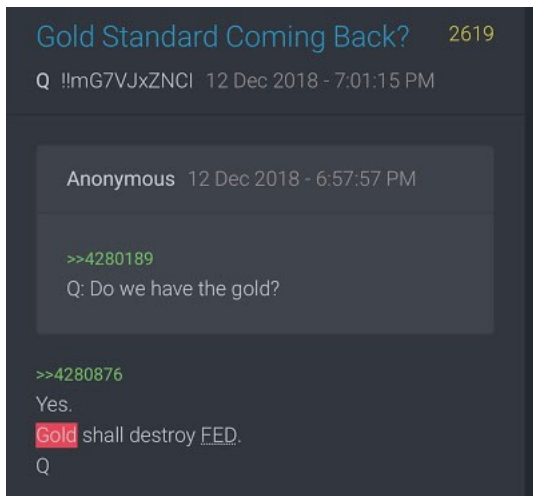 Gold Standard Coming Back? 2619
Q !!mG7VJxZNCI 12 Dec 2018 - 7:01:15 PM
Anonymous 12 Dec 2018 - 6:57:57 PM
>>4280189
Q: Do we have the gold?
>>4280876
Yes.
Gold shall destroy FED.
Q